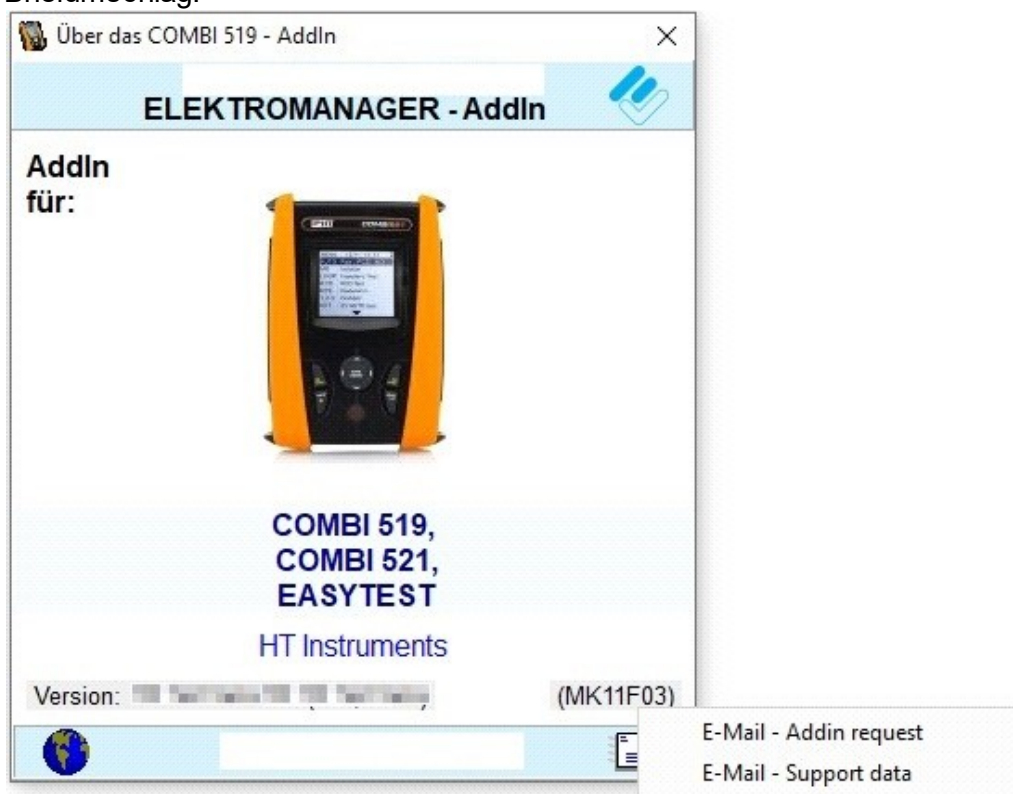 Briefumschlag.
Über das COMBI 519 - AddIn
ELEKTROMANAGER - AddIn
AddIn
für:
COMBI 519,
COMBI 521,
EASYTEST
HT Instruments
Version:
(MK11F03)
E-Mail - Addin request
E-Mail - Support data